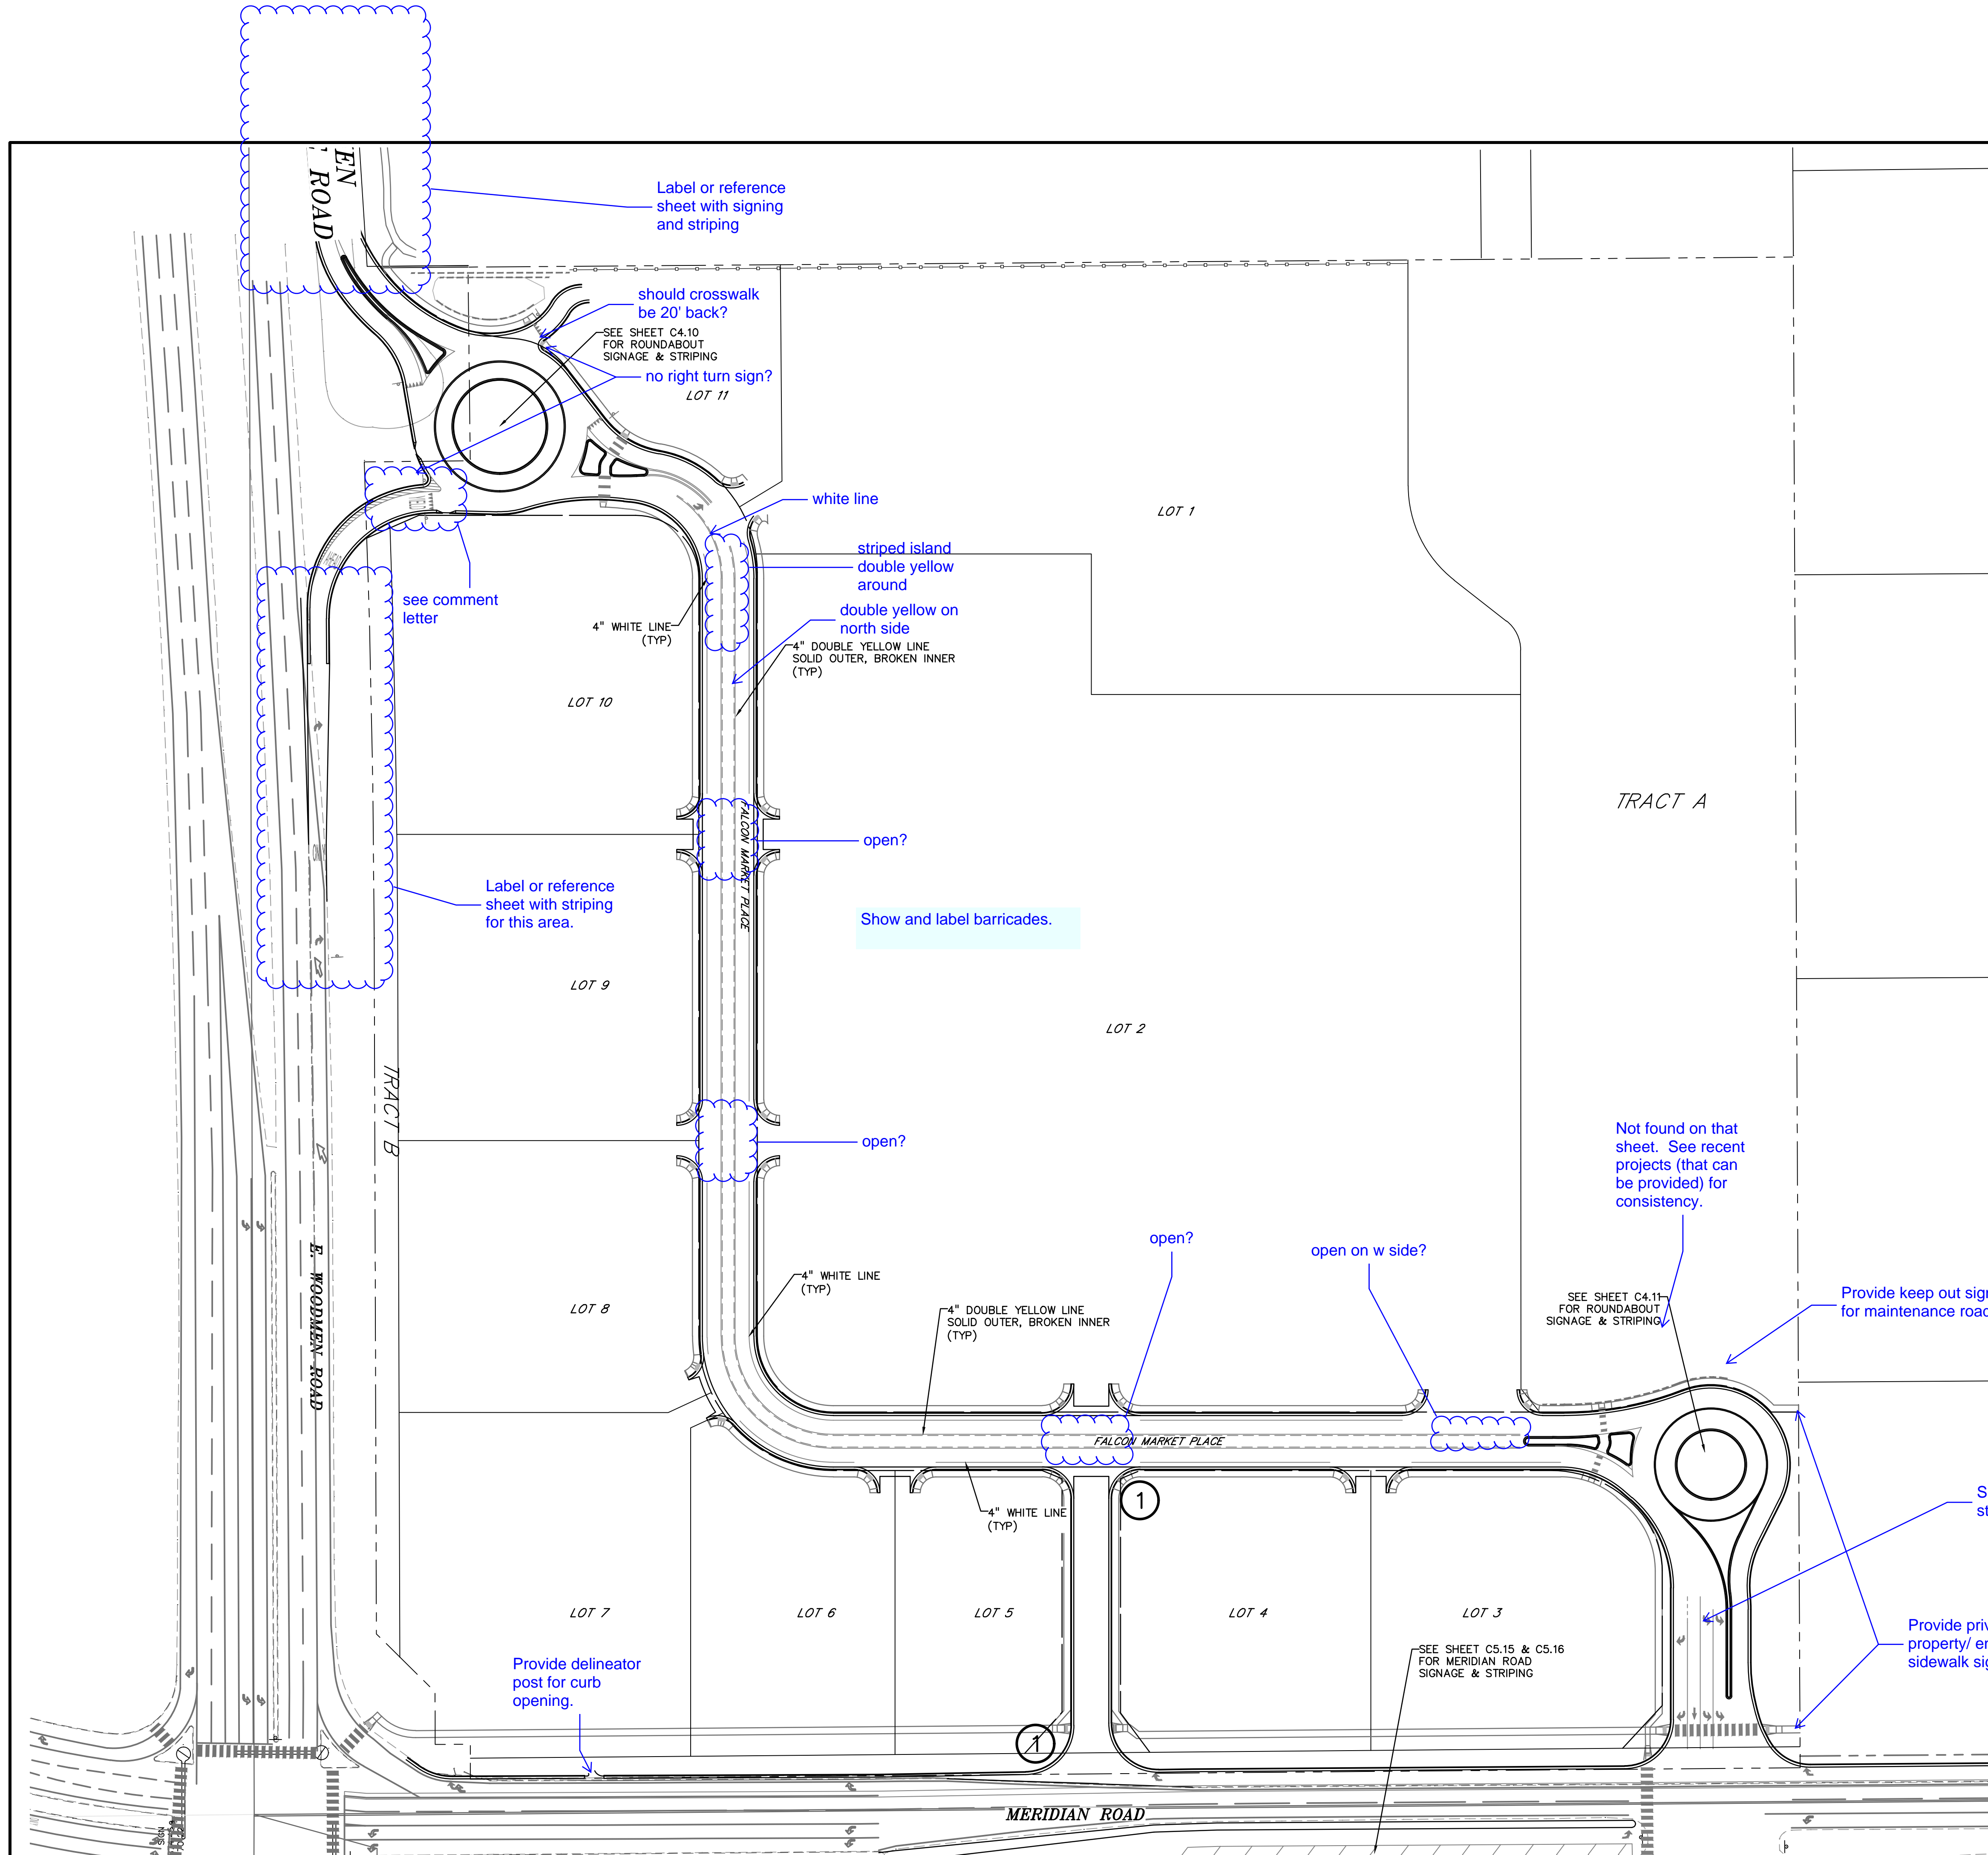 EN
ROAD
Label or reference
sheet with signing
and striping
should crosswalk
be 20' back?
SEE SHEET C4.10
FOR ROUNDABOUT
SIGNAGE & STRIPING
no right turn sign?
LOT 11
white line
LOT 1
striped island
double yellow
around
see comment
letter
double yellow on
north side
4" WHITE LINE
(TYP)
4" DOUBLE YELLOW LINE
SOLID OUTER, BROKEN INNER
(TYP)
LOT 10
TRACT A
FALCON MARKET PLACE
open?
Label or reference
sheet with striping
for this area.
Show and label barricades.
LOT 9
LOT 2
TRACT B
open?
Not found on that
sheet. See recent
projects (that can
be provided) for
consistency.
open?
open on w side?
E. WOODMEN ROAD
4" WHITE LINE
(TYP)
LOT 8
4" DOUBLE YELLOW LINE
SOLID OUTER, BROKEN INNER
(TYP)
SEE SHEET C4.11
FOR ROUNDABOUT
SIGNAGE & STRIPING
Provide keep out
for maintenance
FALCON MARKET PLACE
1
4" WHITE LINE
(TYP)
LOT 7
LOT 6
LOT 5
LOT 4
LOT 3
Provide
property/
sidewalk
SEE SHEET C5.15 & C5.16
FOR MERIDIAN ROAD
SIGNAGE & STRIPING
Provide delineator
post for curb
opening.
1
MERIDIAN ROAD
SIGN